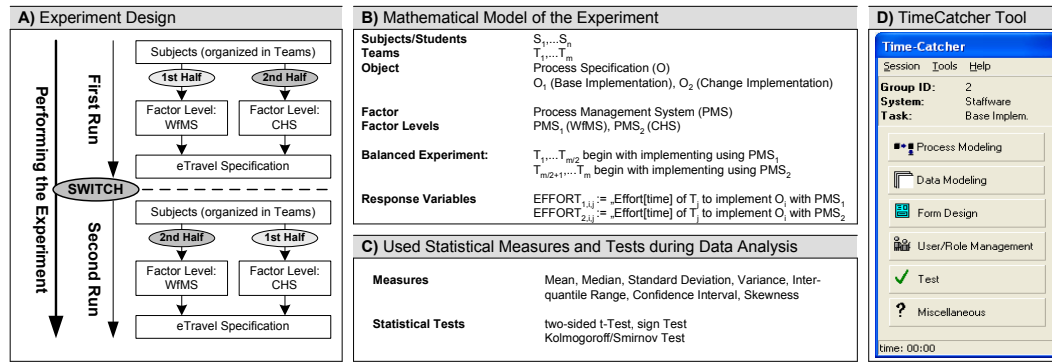 A) Experiment Design
Performing the Experiment
First Run
Second Run
SWITCH
Subjects (organized in Teams)
1st Half
2nd Half
Factor Level:
WfMS
Factor Level:
CHS
eTravel Specification
Subjects (organized in Teams)
2nd Half
1st Half
Factor Level:
WfMS
Factor Level:
CHS
eTravel Specification
B) Mathematical Model of the Experiment
Subjects/Students S1,...Sn
Teams T1,...Tm
Object Process Specification (O)
O1 (Base Implementation), O2 (Change Implementation)
Factor Process Management System (PMS)
Factor Levels PMS1 (WfMS), PMS2 (CHS)
Balanced Experiment: T1,...Tm/2 begin with implementing using PMS1
Tm/2+1,...Tm begin with implementing using PMS2
Response Variables EFFORT1,i,j := „Effort[time] of Tj to implement Oi with PMS1
EFFORT2,i,j := „Effort[time] of Tj to implement Oi with PMS2
C) Used Statistical Measures and Tests during Data Analysis
Measures Mean, Median, Standard Deviation, Variance, Inter-
quantile Range, Confidence Interval, Skewness
Statistical Tests two-sided t-Test, sign Test
Kolmogoroff/Smirnov Test
D) TimeCatcher Tool
Time-Catcher
Session Tools Help
Group ID: 2
System: Staffware
Task: Base Implem.
Process Modeling
Data Modeling
Form Design
User/Role Management
Test
Miscellaneous
time: 00:00